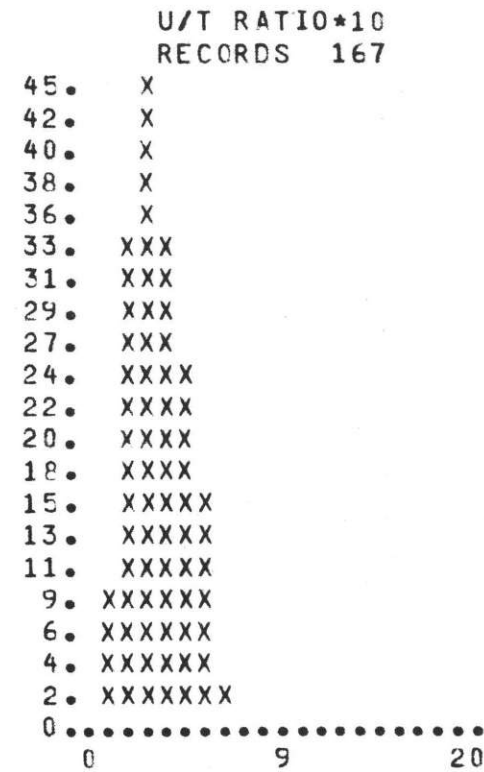 U/T RATIO*10
RECORDS 167
45. X
42. X
40. X
38. X
36. X
33. XXX
31. XXX
29. XXX
27. XXX
24. XXXX
22. XXXX
20. XXXX
18. XXXX
15. XXXXX
13. XXXXX
11. XXXXX
9. XXXXXX
6. XXXXXX
4. XXXXXX
2. XXXXXXX
0.....................
0 9 20